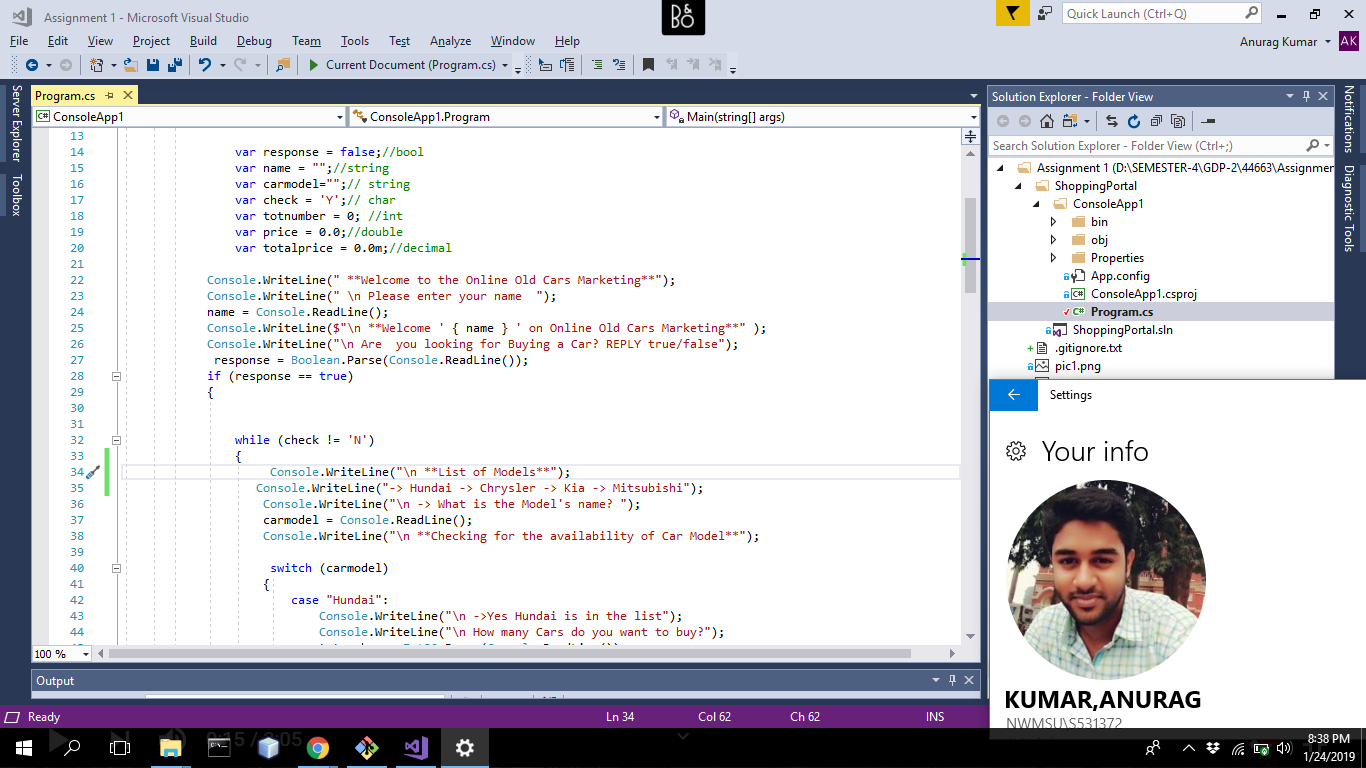 Assignment 1 - Microsoft Visual Studio
B&O
Quick Launch (Ctrl+Q)
File Edit View Project Build Debug Team Tools Test Analyze Window Help
Anurag Kumar AK
Current Document (Program.cs)
Server Explorer
Toolbox
Program.cs
ConsoleApp1 ConsoleApp1.Program Main(string[] args)
13
14 var response = false;//bool
15 var name = "";//string
16 var carmodel="";// string
17 var check = 'Y';// char
18 var totnumber = 0; //int
19 var price = 0.0;//double
20 var totalprice = 0.0m;//decimal
21
22 Console.WriteLine(" **Welcome to the Online Old Cars Marketing**");
23 Console.WriteLine(" \n Please enter your name  ");
24 name = Console.ReadLine();
25 Console.WriteLine($"\n **Welcome ' { name } ' on Online Old Cars Marketing**" );
26 Console.WriteLine("\n Are  you looking for Buying a Car? REPLY true/false");
27 response = Boolean.Parse(Console.ReadLine());
28 if (response == true)
29 {
30
31
32 while (check != 'N')
33 {
34 Console.WriteLine("\n **List of Models**");
35 Console.WriteLine("-> Hundai -> Chrysler -> Kia -> Mitsubishi");
36 Console.WriteLine("\n -> What is the Model's name? ");
37 carmodel = Console.ReadLine();
38 Console.WriteLine("\n **Checking for the availability of Car Model**");
39
40 switch (carmodel)
41 {
42 case "Hundai":
43 Console.WriteLine("\n ->Yes Hundai is in the list");
44 Console.WriteLine("\n How many Cars do you want to buy?");
100 %
Output
Ready Ln 34 Col 62 Ch 62 INS
Solution Explorer - Folder View
Search Solution Explorer - Folder View (Ctrl+;)
Assignment 1 (D:\SEMESTER-4\GDP-2\44663\Assignmen
ShoppingPortal
ConsoleApp1
bin
obj
Properties
App.config
ConsoleApp1.csproj
Program.cs
ShoppingPortal.sln
.gitignore.txt
pic1.png
Notifications
Diagnostic Tools
Settings
Your info
KUMAR,ANURAG
NWMSU\S531372
8:38 PM
1/24/2019